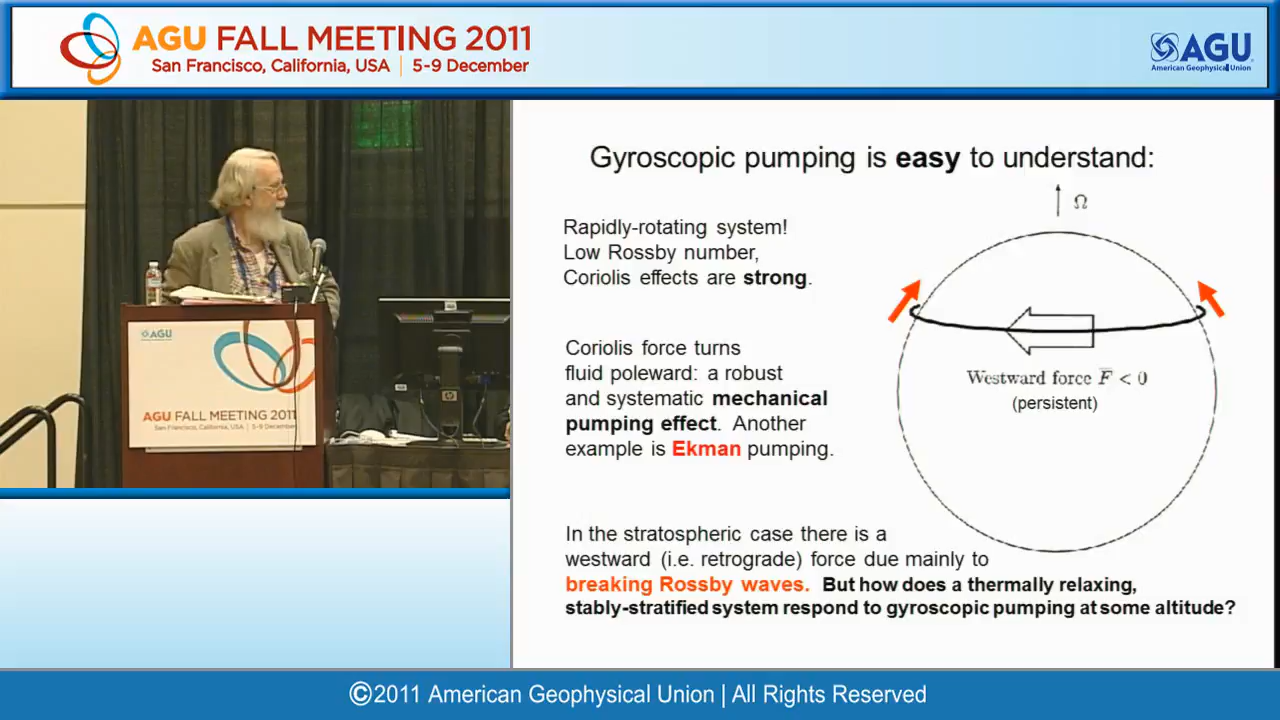 AGU FALL MEETING 2011
San Francisco, California, USA | 5-9 December
AGU
American Geophysical Union
AGU
AGU FALL MEETING 2011
San Francisco, California, USA | 5-9 December
Gyroscopic pumping is easy to understand:
Ω
Rapidly-rotating system!
Low Rossby number,
Coriolis effects are strong.
Coriolis force turns
fluid poleward: a robust
and systematic mechanical
pumping effect. Another
example is Ekman pumping.
Westward force F̅ < 0
(persistent)
In the stratospheric case there is a
westward (i.e. retrograde) force due mainly to
breaking Rossby waves. But how does a thermally relaxing,
stably-stratified system respond to gyroscopic pumping at some altitude?
©2011 American Geophysical Union | All Rights Reserved